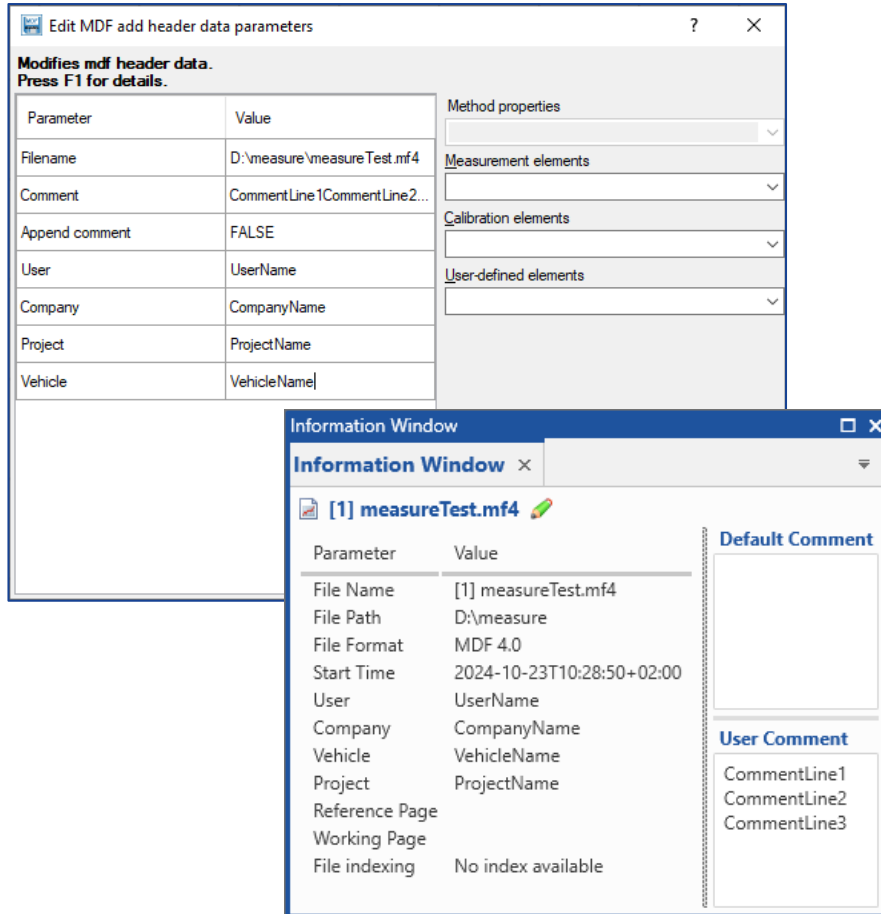 Edit MDF add header data parameters ? ×
Modifies mdf header data.
Press F1 for details.
Parameter Value
Filename D:\measure\measureTest.mf4
Comment CommentLine1CommentLine2...
Append comment FALSE
User UserName
Company CompanyName
Project ProjectName
Vehicle VehicleName
Method properties
Measurement elements
Calibration elements
User-defined elements
Information Window
Information Window ×
[1] measureTest.mf4
Parameter Value
File Name [1] measureTest.mf4
File Path D:\measure
File Format MDF 4.0
Start Time 2024-10-23T10:28:50+02:00
User UserName
Company CompanyName
Vehicle VehicleName
Project ProjectName
Reference Page
Working Page
File indexing No index available
Default Comment
User Comment
CommentLine1
CommentLine2
CommentLine3